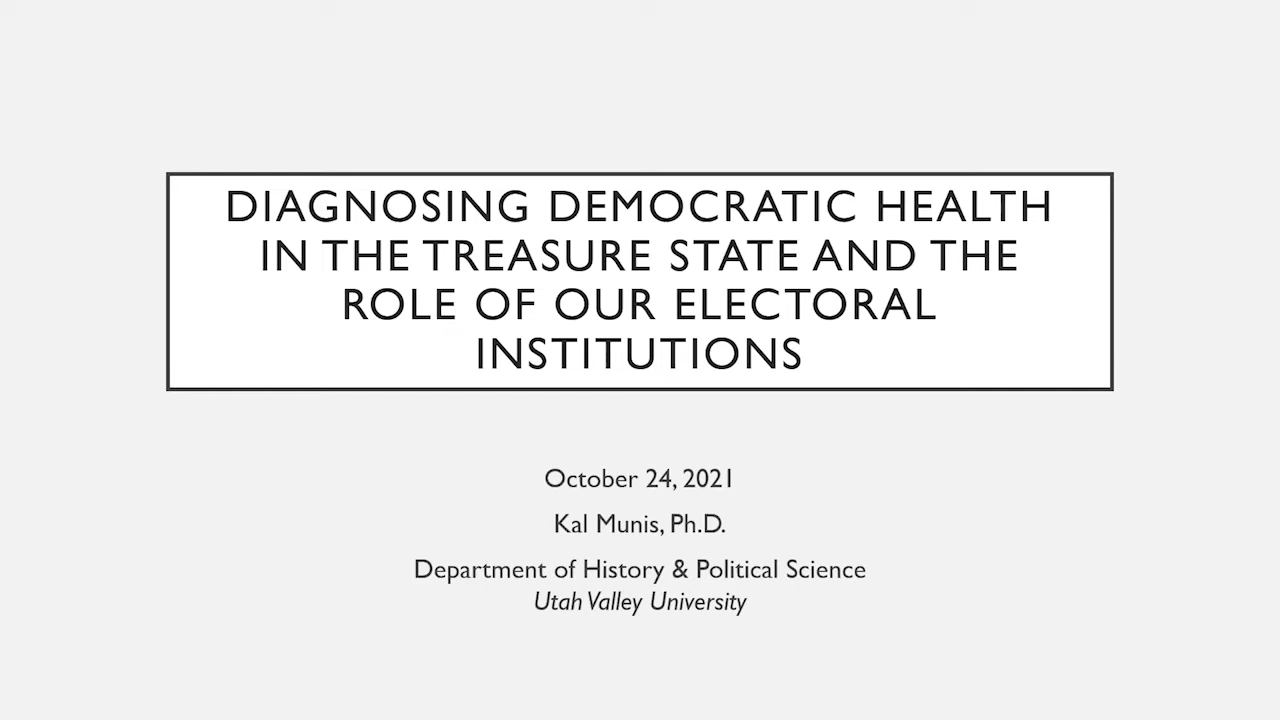 DIAGNOSING DEMOCRATIC HEALTH
IN THE TREASURE STATE AND THE
ROLE OF OUR ELECTORAL
INSTITUTIONS
October 24, 2021
Kal Munis, Ph.D.
Department of History & Political Science
Utah Valley University